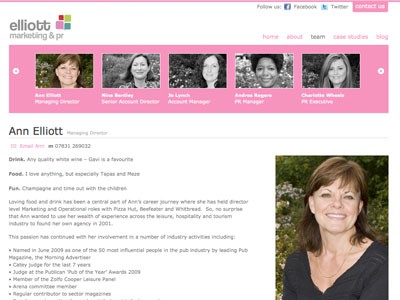 Follow us: Facebook Twitter contact us
elliott
marketing & pr
home about team case studies blog
Ann Elliott
Managing Director
Nina Bentley
Senior Account Director
Jo Lynch
Account Manager
Andrea Rogers
PR Manager
Charlotte Wheelr
PR Executive
Ann Elliott Managing Director
Email Ann m 07831 269032
Drink. Any quality white wine – Gavi is a favourite
Food. I love anything, but especially Tapas and Meze
Fun. Champagne and time out with the children
Loving food and drink has been a central part of Ann's career journey where she has held director
level Marketing and Operational roles with Pizza Hut, Beefeater and Whitbread. So, no surprise
that Ann wanted to use her wealth of experience across the leisure, hospitality and tourism
industry to found her own agency in 2001.
This passion has continued with her involvement in a number of industry activities including:
• Named in June 2009 as one of the 50 most influential people in the pub industry by leading Pub
Magazine, the Morning Advertiser
• Catey judge for the last 7 years
• Judge at the Publican 'Pub of the Year' Awards 2009
• Member of the Zolfo Cooper Leisure Panel
• Arena committee member
• Regular contributor to sector magazines